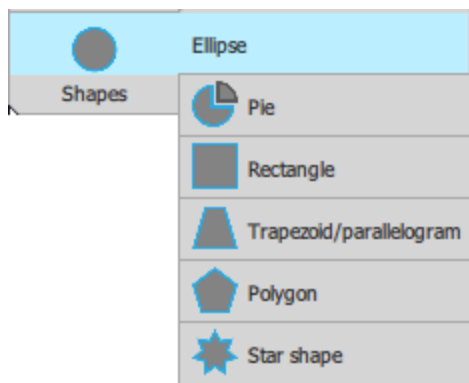 Ellipse
Shapes
Pie
Rectangle
Trapezoid/parallelogram
Polygon
Star shape